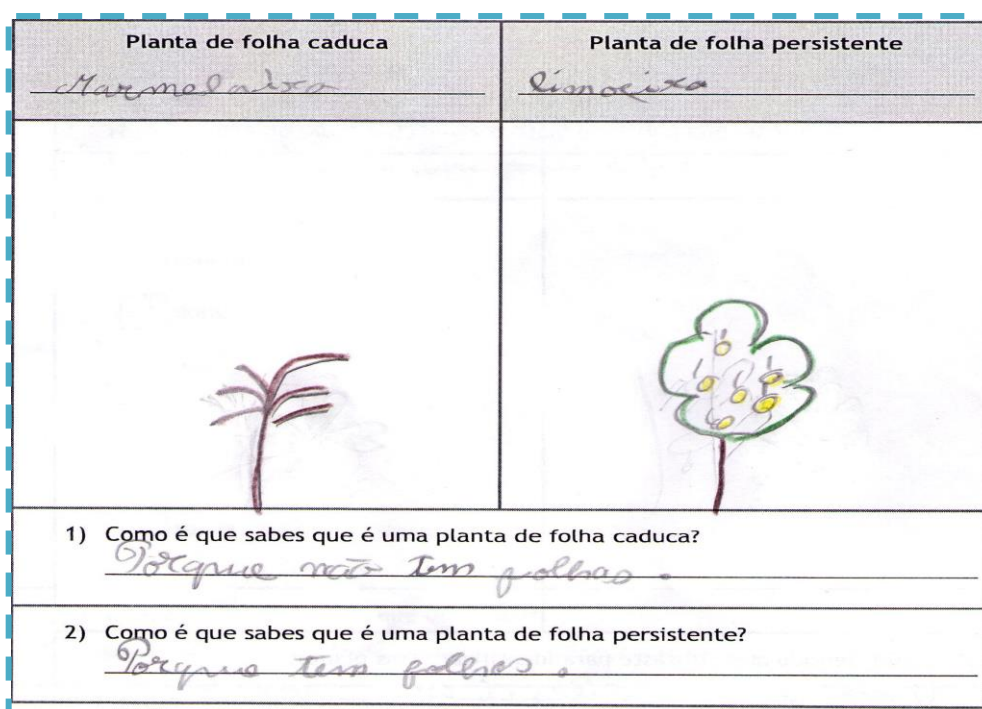 Planta de folha caduca
Planta de folha persistente
limoeiro
1) Como é que sabes que é uma planta de folha caduca?
Porque não tem folhas.
2) Como é que sabes que é uma planta de folha persistente?
Porque tem folhas.